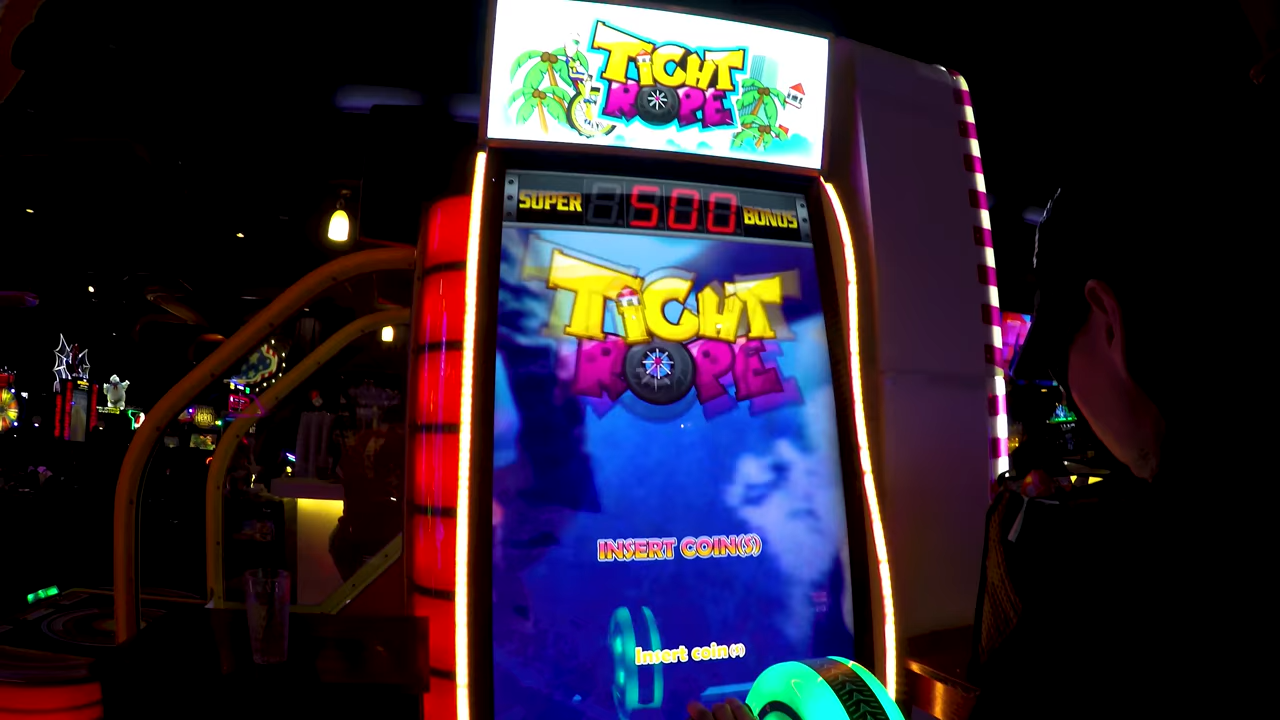 TIGHT
ROPE
SUPER 500 BONUS
TIGHT
ROPE
INSERT COIN(S)
Insert coin(s)